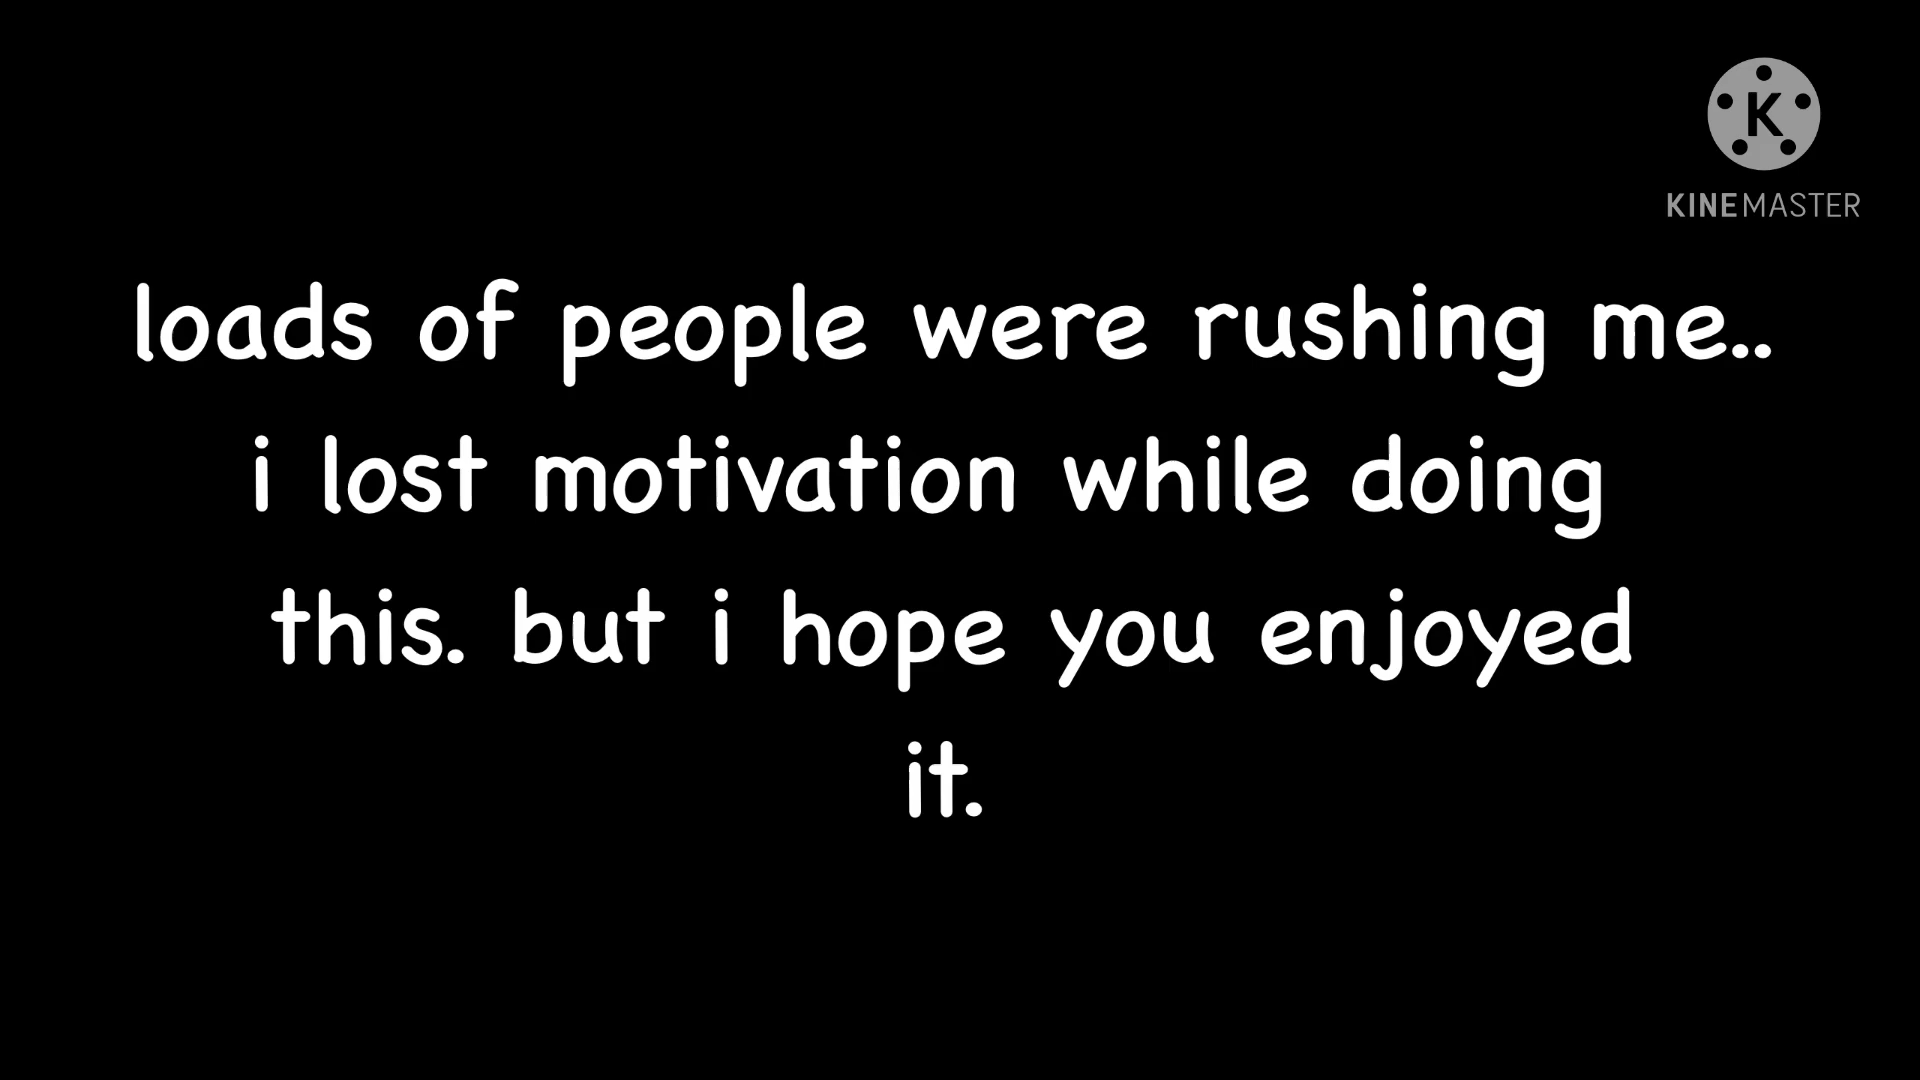 K
KINEMASTER
loads of people were rushing me..
i lost motivation while doing
this. but i hope you enjoyed
it.